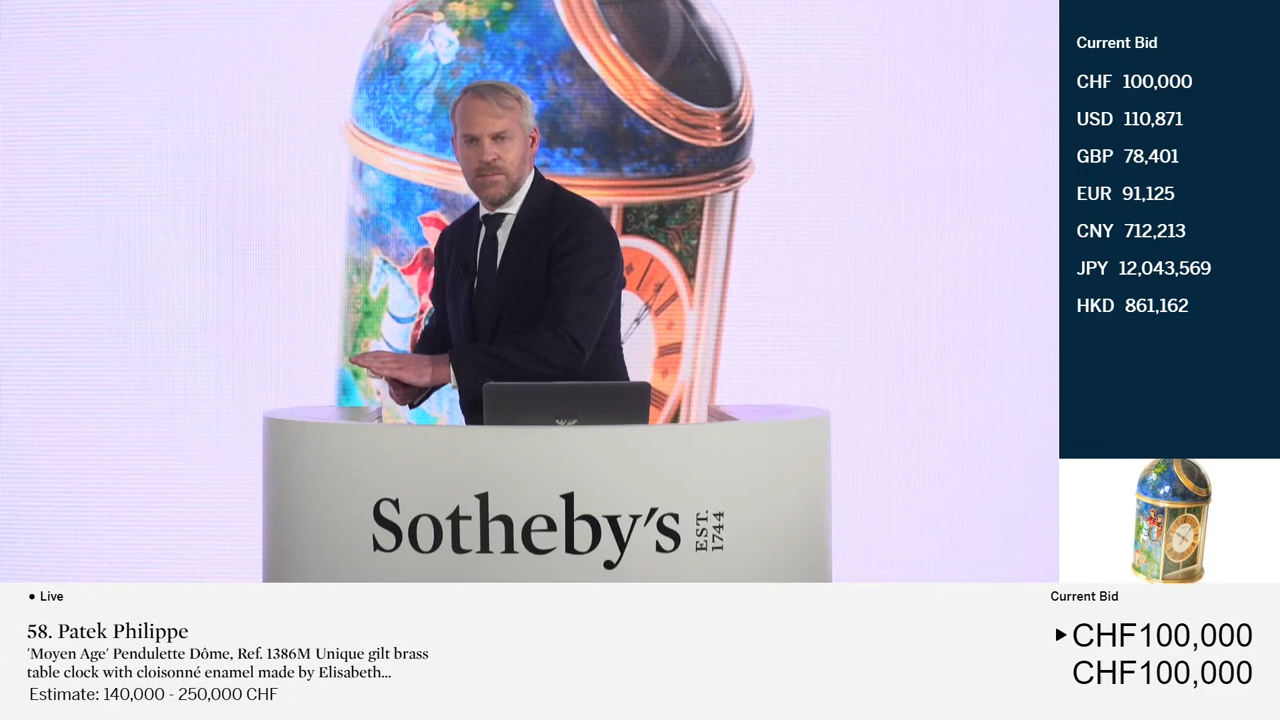 Current Bid
CHF 100,000
USD 110,871
GBP 78,401
EUR 91,125
CNY 712,213
JPY 12,043,569
HKD 861,162
Sotheby's
EST.
1744
• Live
58. Patek Philippe
'Moyen Age' Pendulette Dôme, Ref. 1386M Unique gilt brass
table clock with cloisonné enamel made by Elisabeth...
Estimate: 140,000 - 250,000 CHF
Current Bid
CHF100,000
CHF100,000